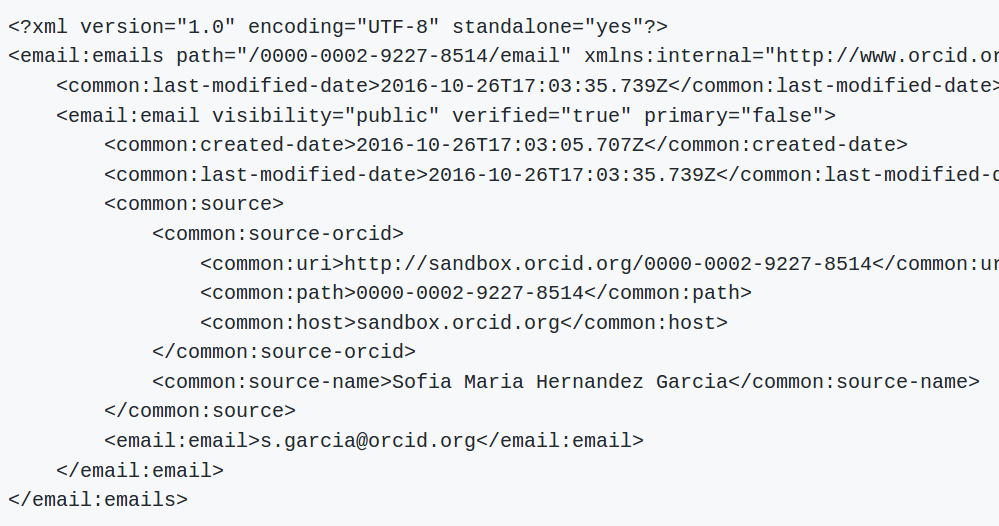 <?xml version="1.0" encoding="UTF-8" standalone="yes"?>
<email:emails path="/0000-0002-9227-8514/email" xmlns:internal="http://www.orcid.or
<common:last-modified-date>2016-10-26T17:03:35.739Z</common:last-modified-date>
<email:email visibility="public" verified="true" primary="false">
<common:created-date>2016-10-26T17:03:05.707Z</common:created-date>
<common:last-modified-date>2016-10-26T17:03:35.739Z</common:last-modified-d
<common:source>
<common:source-orcid>
<common:uri>http://sandbox.orcid.org/0000-0002-9227-8514</common:ur
<common:path>0000-0002-9227-8514</common:path>
<common:host>sandbox.orcid.org</common:host>
</common:source-orcid>
<common:source-name>Sofia Maria Hernandez Garcia</common:source-name>
</common:source>
<email:email>s.garcia@orcid.org</email:email>
</email:email>
</email:emails>